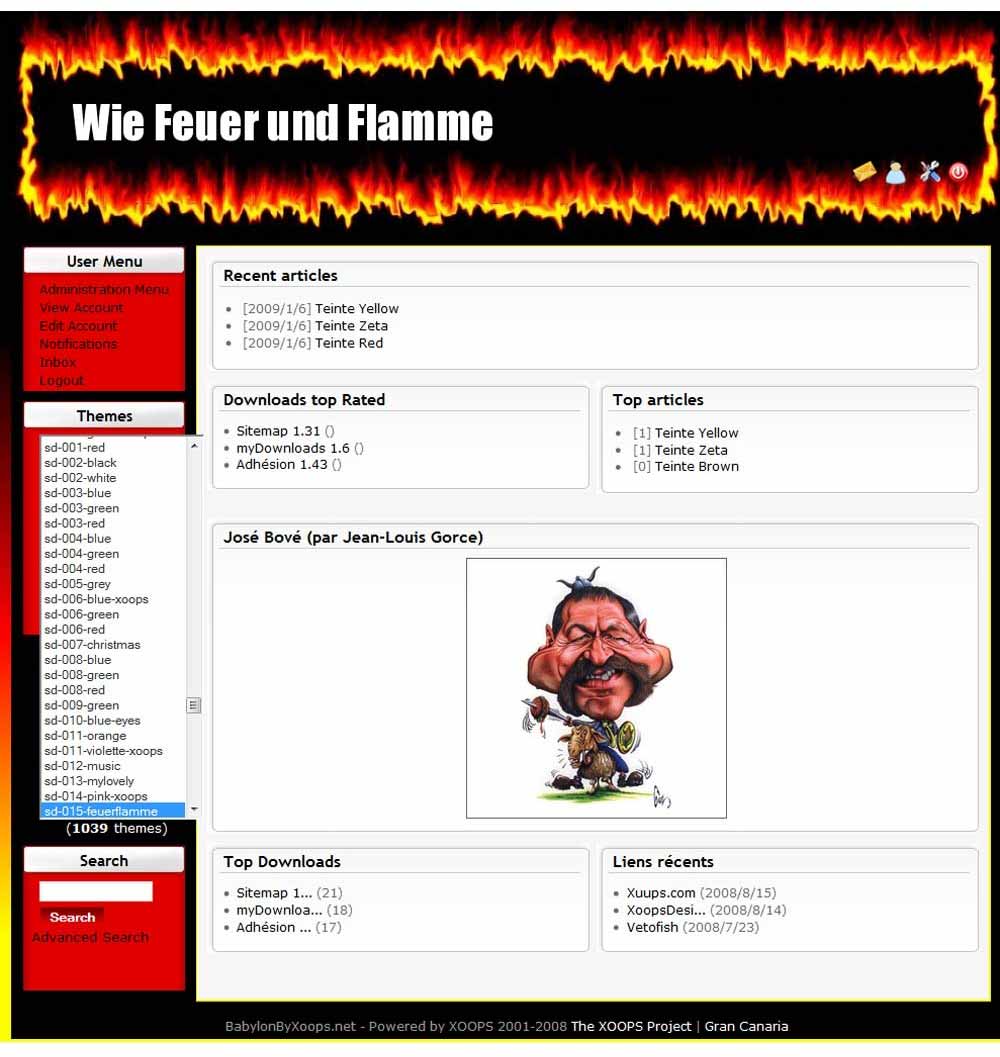 Wie Feuer und Flamme
User Menu
Administration Menu
View Account
Edit Account
Notifications
Inbox
Logout
Themes
sd-001-red
sd-002-black
sd-002-white
sd-003-blue
sd-003-green
sd-003-red
sd-004-blue
sd-004-green
sd-004-red
sd-005-grey
sd-006-blue-xoops
sd-006-green
sd-006-red
sd-007-christmas
sd-008-blue
sd-008-green
sd-008-red
sd-009-green
sd-010-blue-eyes
sd-011-orange
sd-011-violette-xoops
sd-012-music
sd-013-mylovely
sd-014-pink-xoops
sd-015-feuerflamme
(1039 themes)
Search
Search
Advanced Search
Recent articles
[2009/1/6] Teinte Yellow
[2009/1/6] Teinte Zeta
[2009/1/6] Teinte Red
Downloads top Rated
Sitemap 1.31 ()
myDownloads 1.6 ()
Adhésion 1.43 ()
Top articles
[1] Teinte Yellow
[1] Teinte Zeta
[0] Teinte Brown
José Bové (par Jean-Louis Gorce)
Top Downloads
Sitemap 1... (21)
myDownloa... (18)
Adhésion ... (17)
Liens récents
Xuups.com (2008/8/15)
XoopsDesi... (2008/8/14)
Vetofish (2008/7/23)
BabylonByXoops.net - Powered by XOOPS 2001-2008 The XOOPS Project | Gran Canaria